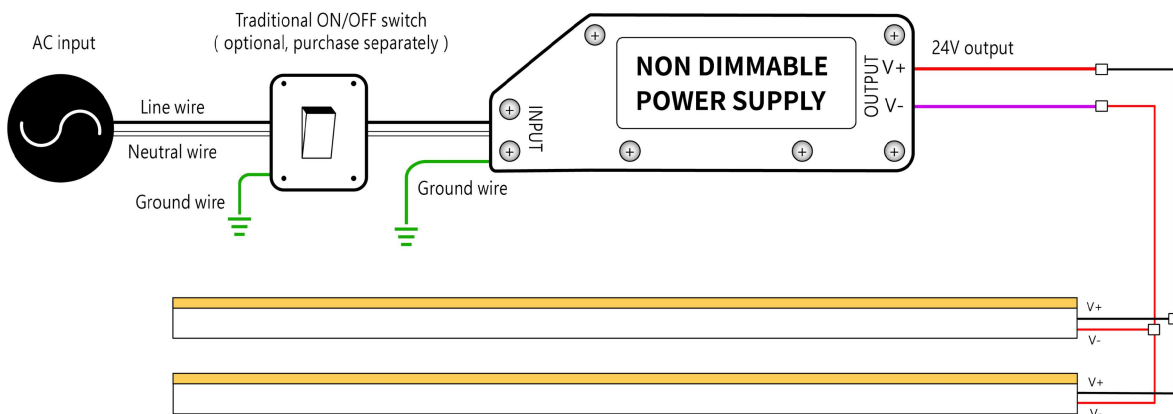 Traditional ON/OFF switch
( optional, purchase separately )
AC input
Line wire
Neutral wire
Ground wire
Ground wire
INPUT
NON DIMMABLE
POWER SUPPLY
OUTPUT
V+
V-
24V output
V+
V-
V+
V-